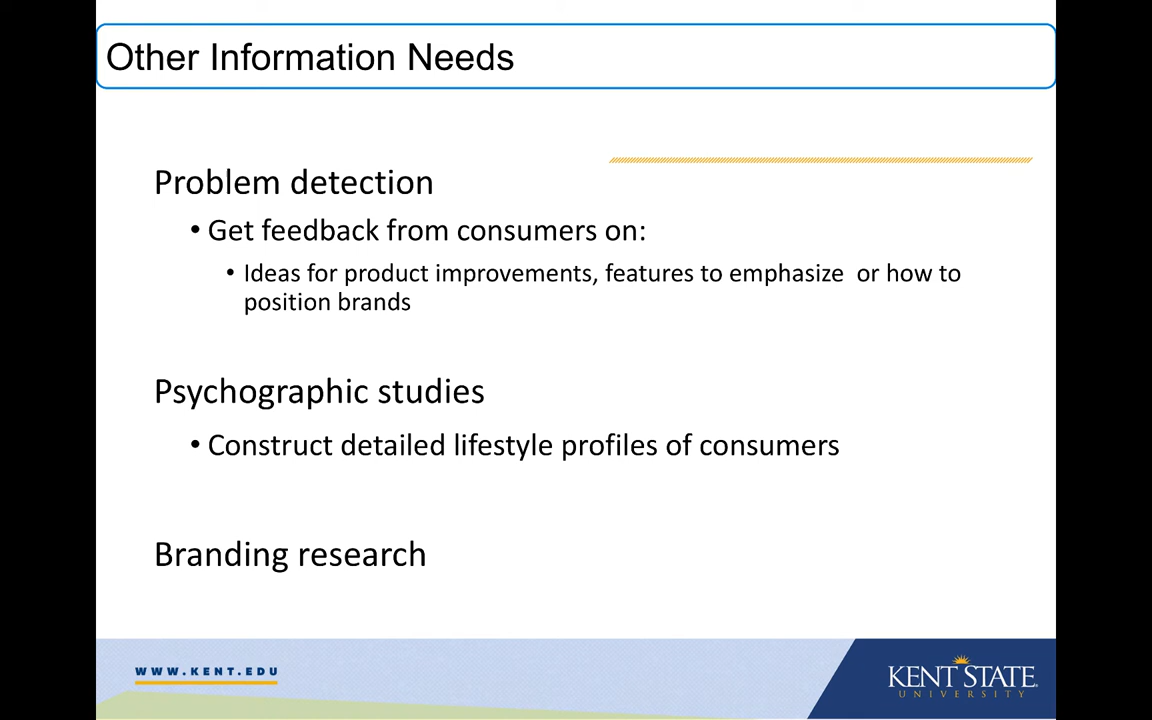 Other Information Needs
Problem detection
• Get feedback from consumers on:
• Ideas for product improvements, features to emphasize  or how to
position brands
Psychographic studies
• Construct detailed lifestyle profiles of consumers
Branding research
WWW.KENT.EDU
KENT STATE
UNIVERSITY